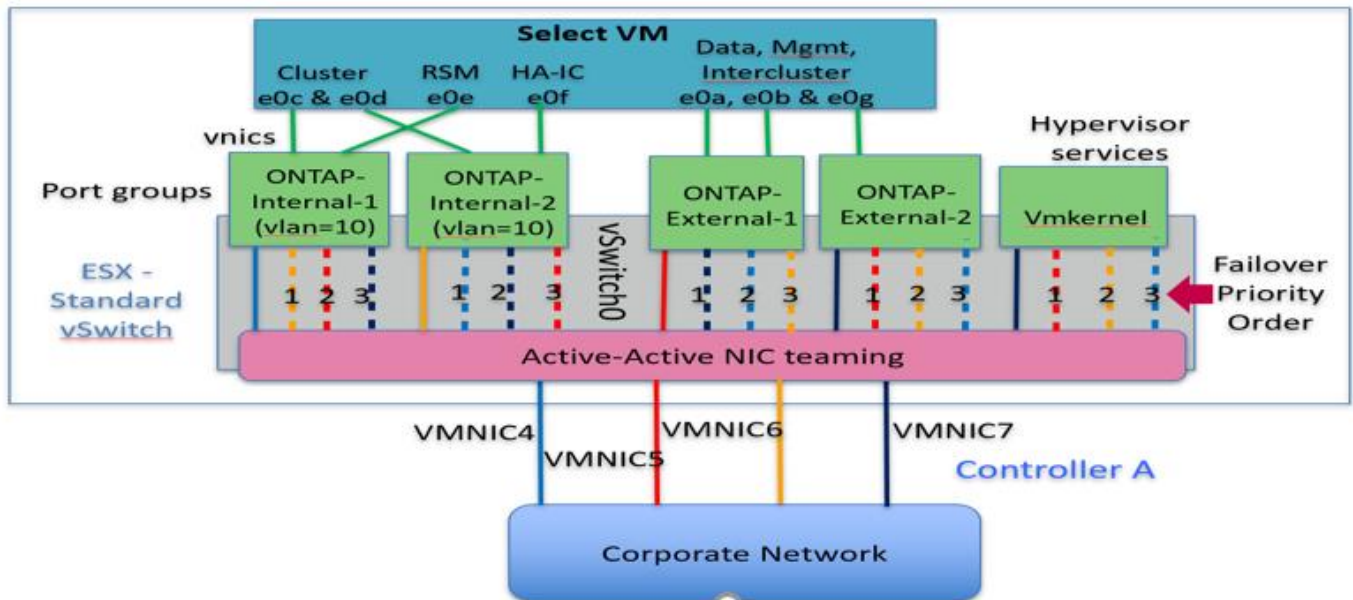 Select VM
Cluster
e0c & e0d
RSM
e0e
HA-IC
e0f
Data, Mgmt,
Intercluster
e0a, e0b & e0g
vnics
Hypervisor
services
Port groups
ONTAP-
Internal-1
(vlan=10)
ONTAP-
Internal-2
(vlan=10)
ONTAP-
External-1
ONTAP-
External-2
Vmkernel
ESX -
Standard
vSwitch
vSwitch0
1 2 3
1 2 3
1 2 3
1 2 3
1 2 3
Failover
Priority
Order
Active-Active NIC teaming
VMNIC4
VMNIC5
VMNIC6
VMNIC7
Controller A
Corporate Network